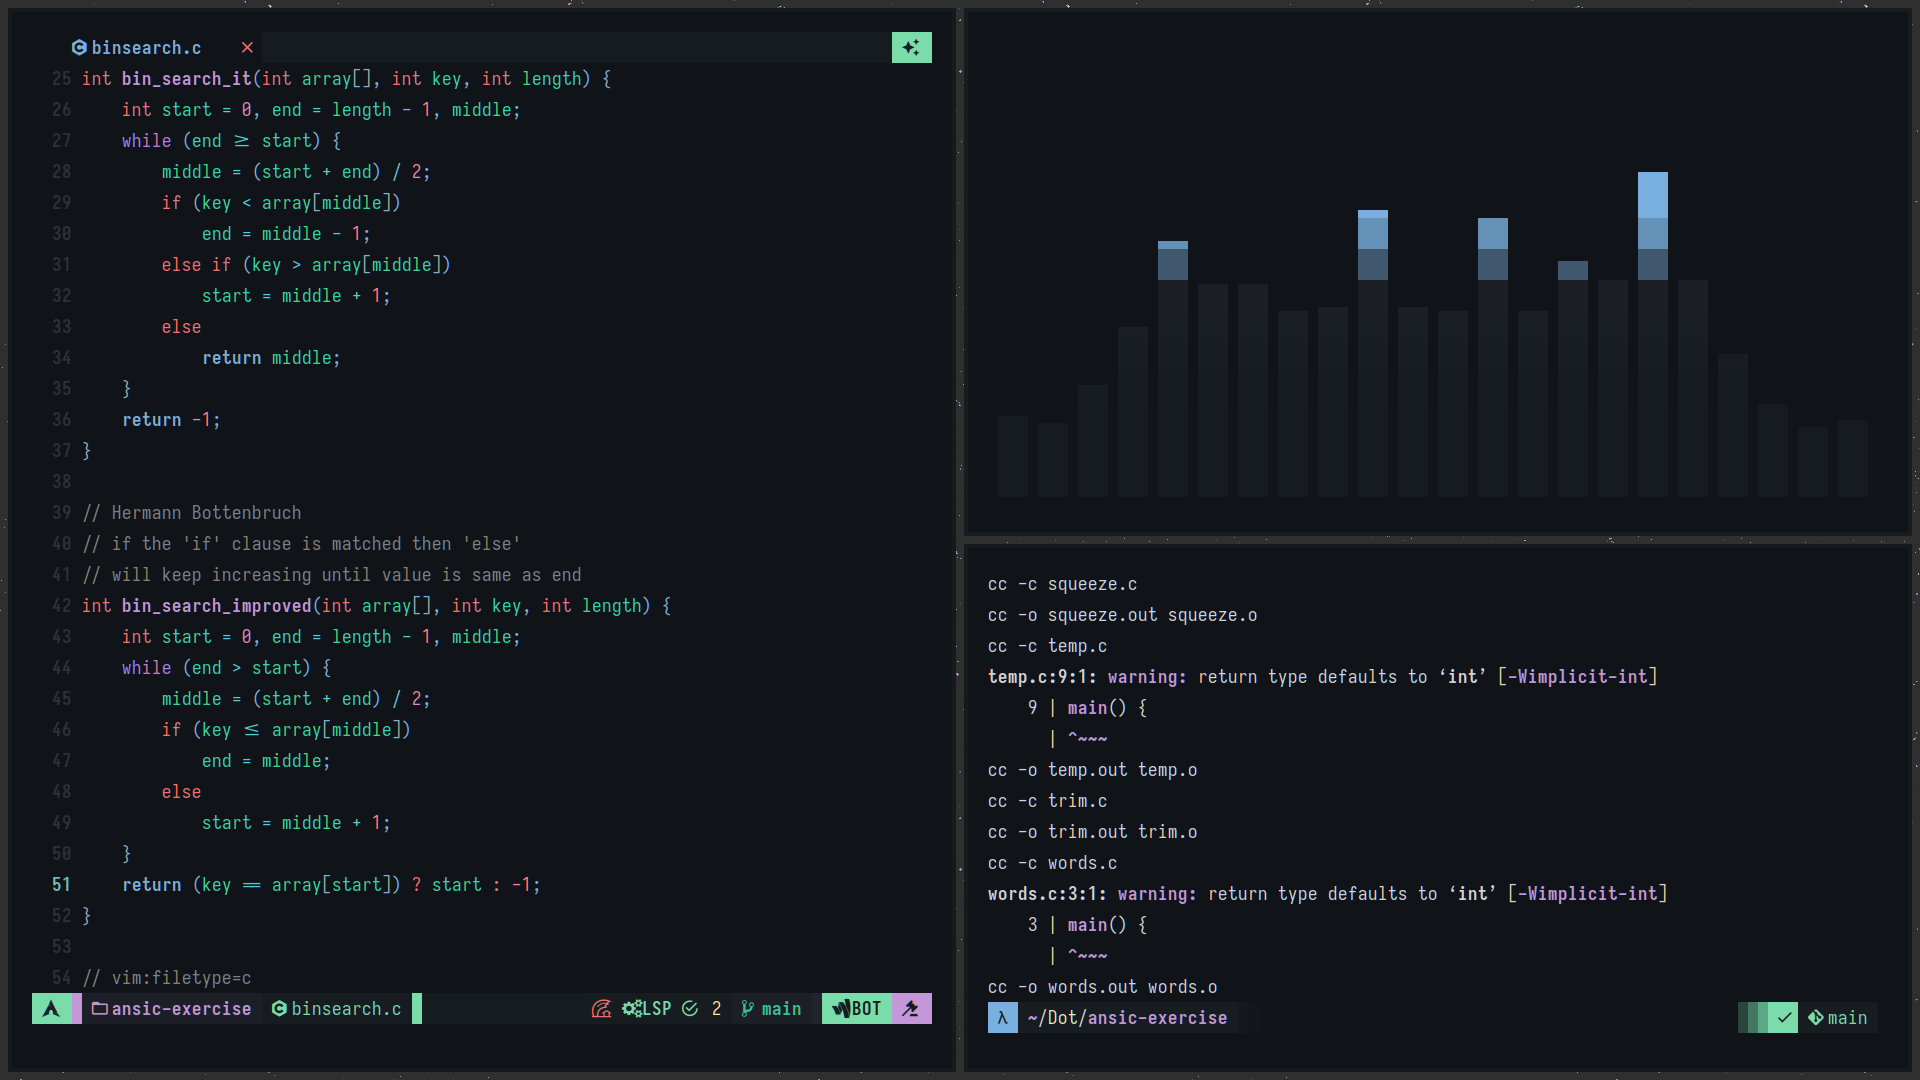 binsearch.c
25 int bin_search_it(int array[], int key, int length) {
26     int start = 0, end = length - 1, middle;
27     while (end ≥ start) {
28         middle = (start + end) / 2;
29         if (key < array[middle])
30             end = middle - 1;
31         else if (key > array[middle])
32             start = middle + 1;
33         else
34             return middle;
35     }
36     return -1;
37 }
38
39 // Hermann Bottenbruch
40 // if the 'if' clause is matched then 'else'
41 // will keep increasing until value is same as end
42 int bin_search_improved(int array[], int key, int length) {
43     int start = 0, end = length - 1, middle;
44     while (end > start) {
45         middle = (start + end) / 2;
46         if (key ≤ array[middle])
47             end = middle;
48         else
49             start = middle + 1;
50     }
51     return (key == array[start]) ? start : -1;
52 }
53
54 // vim:filetype=c
ansic-exercise binsearch.c LSP 2 main BOT
cc -c squeeze.c
cc -o squeeze.out squeeze.o
cc -c temp.c
temp.c:9:1: warning: return type defaults to ‘int’ [-Wimplicit-int]
    9 | main() {
      | ^~~~
cc -o temp.out temp.o
cc -c trim.c
cc -o trim.out trim.o
cc -c words.c
words.c:3:1: warning: return type defaults to ‘int’ [-Wimplicit-int]
    3 | main() {
      | ^~~~
cc -o words.out words.o
λ ~/Dot/ansic-exercise main